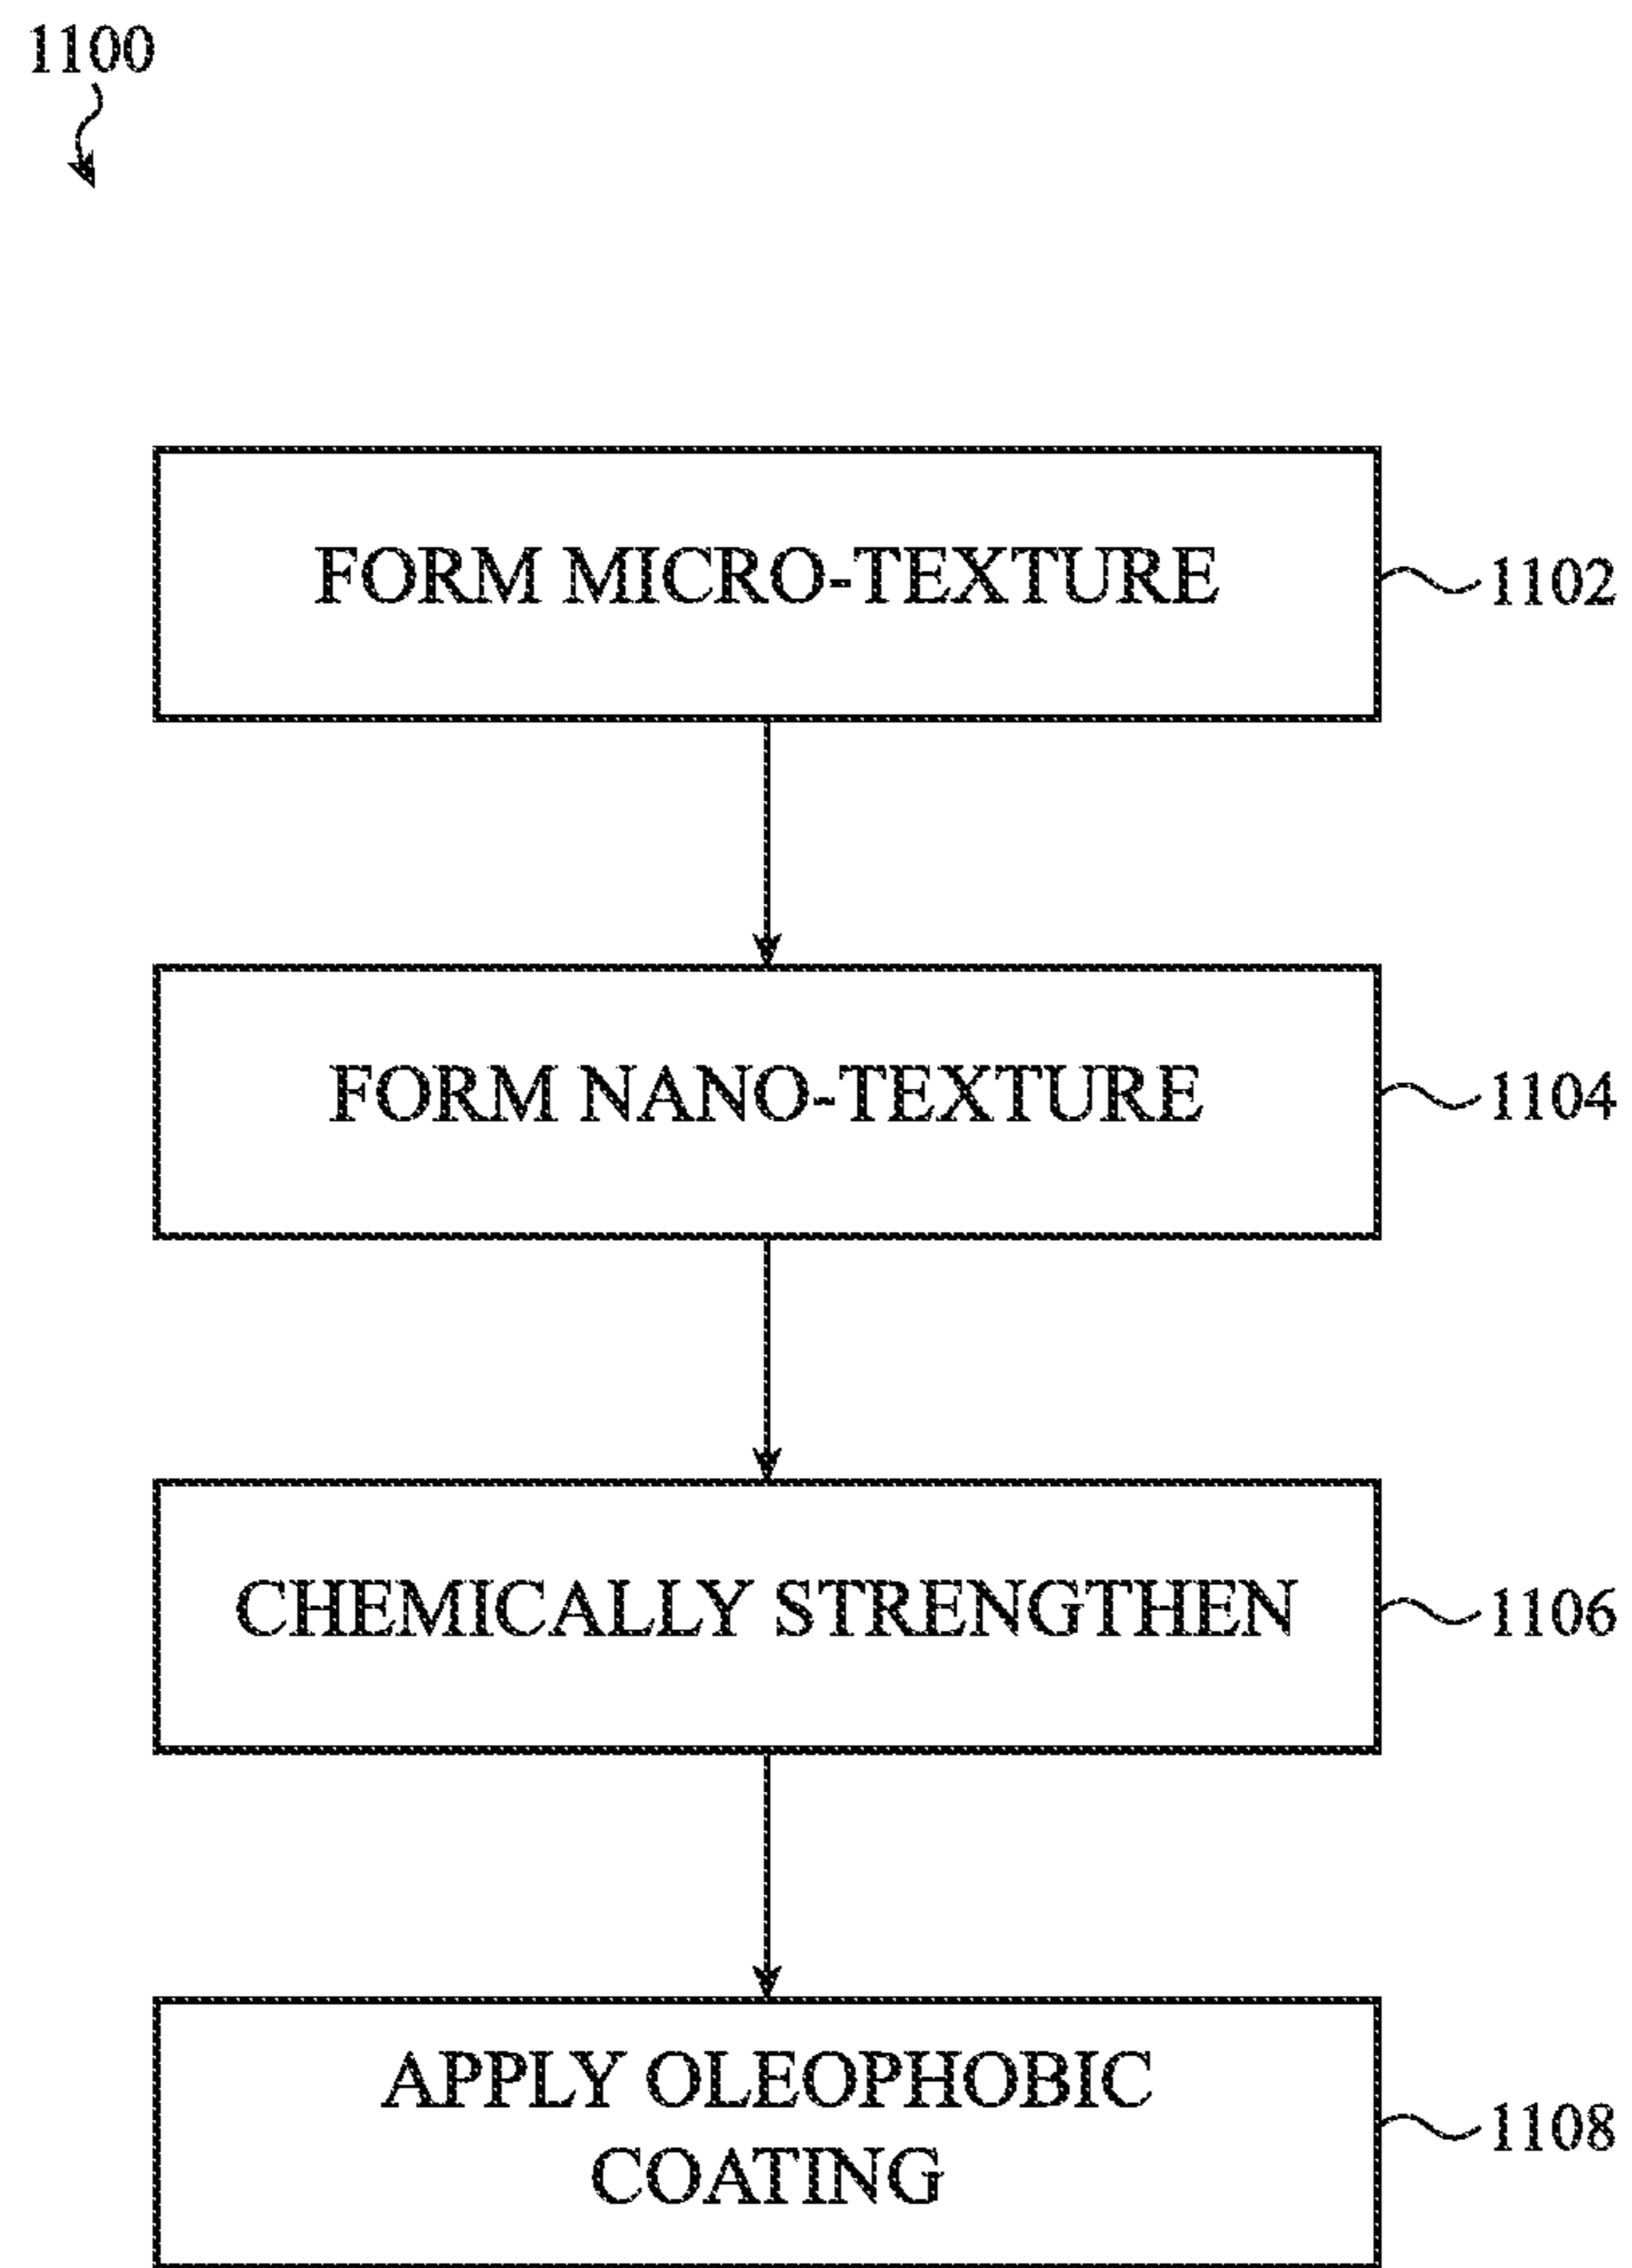 1100
FORM MICRO-TEXTURE
1102
FORM NANO-TEXTURE
1104
CHEMICALLY STRENGTHEN
1106
APPLY OLEOPHOBIC
COATING
1108